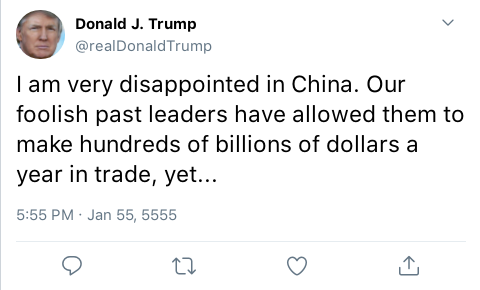 Donald J. Trump
@realDonaldTrump
I am very disappointed in China. Our
foolish past leaders have allowed them to
make hundreds of billions of dollars a
year in trade, yet...
5:55 PM · Jan 55, 5555